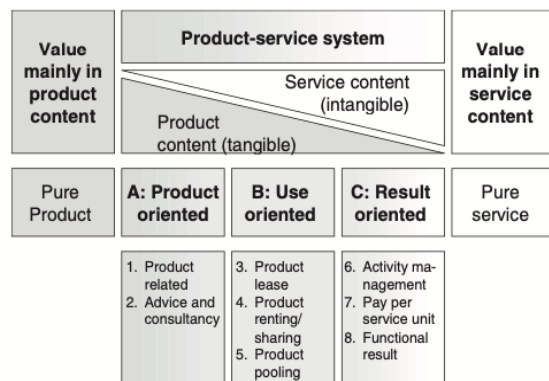 Value
mainly in
product
content
Product-service system
Service content
(intangible)
Product
content (tangible)
Value
mainly in
service
content
Pure
Product
A: Product
oriented
B: Use
oriented
C: Result
oriented
Pure
service
1. Product
related
2. Advice and
consultancy
3. Product
lease
4. Product
renting/
sharing
5. Product
pooling
6. Activity ma-
nagement
7. Pay per
service unit
8. Functional
result